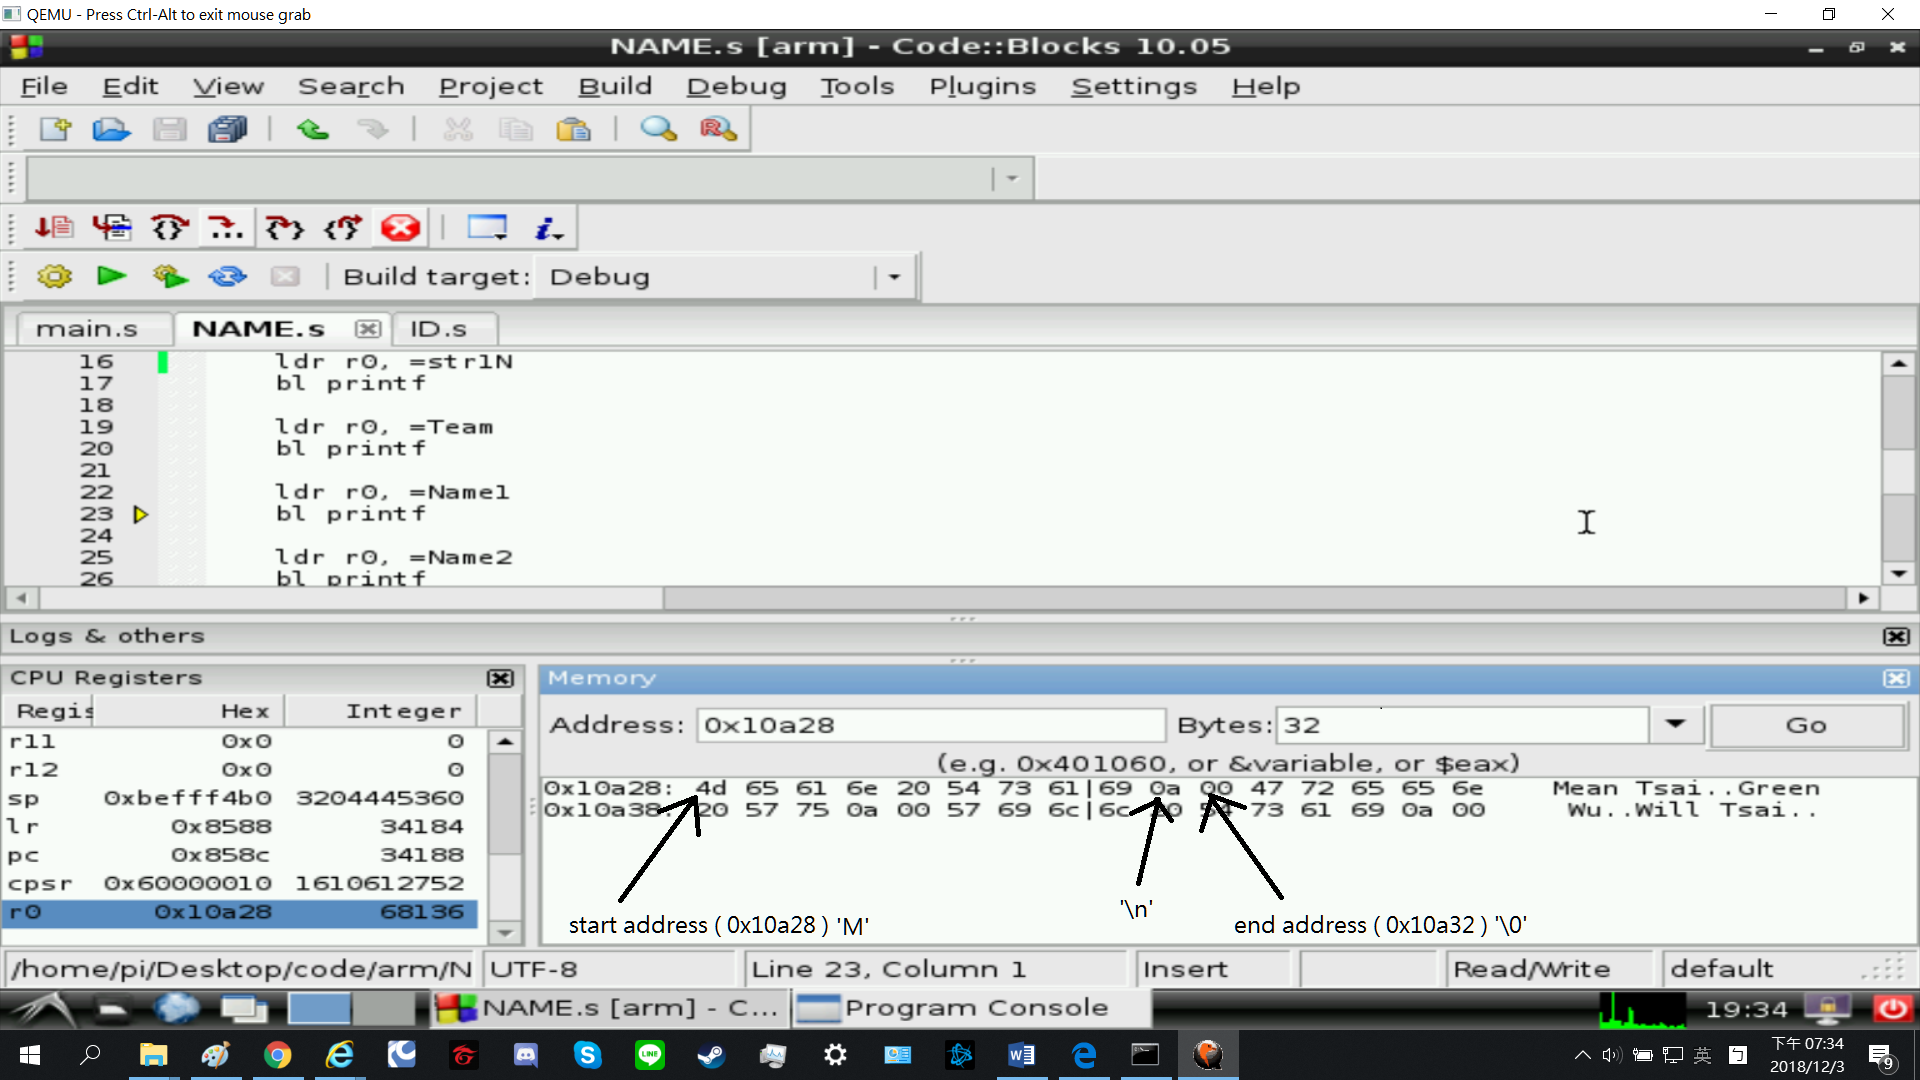 QEMU - Press Ctrl-Alt to exit mouse grab
NAME.s [arm] - Code::Blocks 10.05
File Edit View Search Project Build Debug Tools Plugins Settings Help
Build target: Debug
main.s NAME.s ID.s
16 ldr r0, =str1N
17 bl printf
18
19 ldr r0, =Team
20 bl printf
21
22 ldr r0, =Name1
23 bl printf
24
25 ldr r0, =Name2
26 bl printf
Logs & others
CPU Registers
Regis Hex Integer
r11 0x0 0
r12 0x0 0
sp 0xbefff4b0 3204445360
lr 0x8588 34184
pc 0x858c 34188
cpsr 0x60000010 1610612752
r0 0x10a28 68136
Memory
Address: 0x10a28 Bytes: 32 Go
(e.g. 0x401060, or &variable, or $eax)
0x10a28: 4d 65 61 6e 20 54 73 61|69 0a 00 47 72 65 65 6e Mean Tsai..Green
0x10a38: 20 57 75 0a 00 57 69 6c|6c 20 54 73 61 69 0a 00 Wu..Will Tsai..
start address ( 0x10a28 ) 'M'
'\n'
end address ( 0x10a32 ) '\0'
/home/pi/Desktop/code/arm/N UTF-8 Line 23, Column 1 Insert Read/Write default
NAME.s [arm] - C... Program Console 19:34
英 下午 07:34
2018/12/3
9